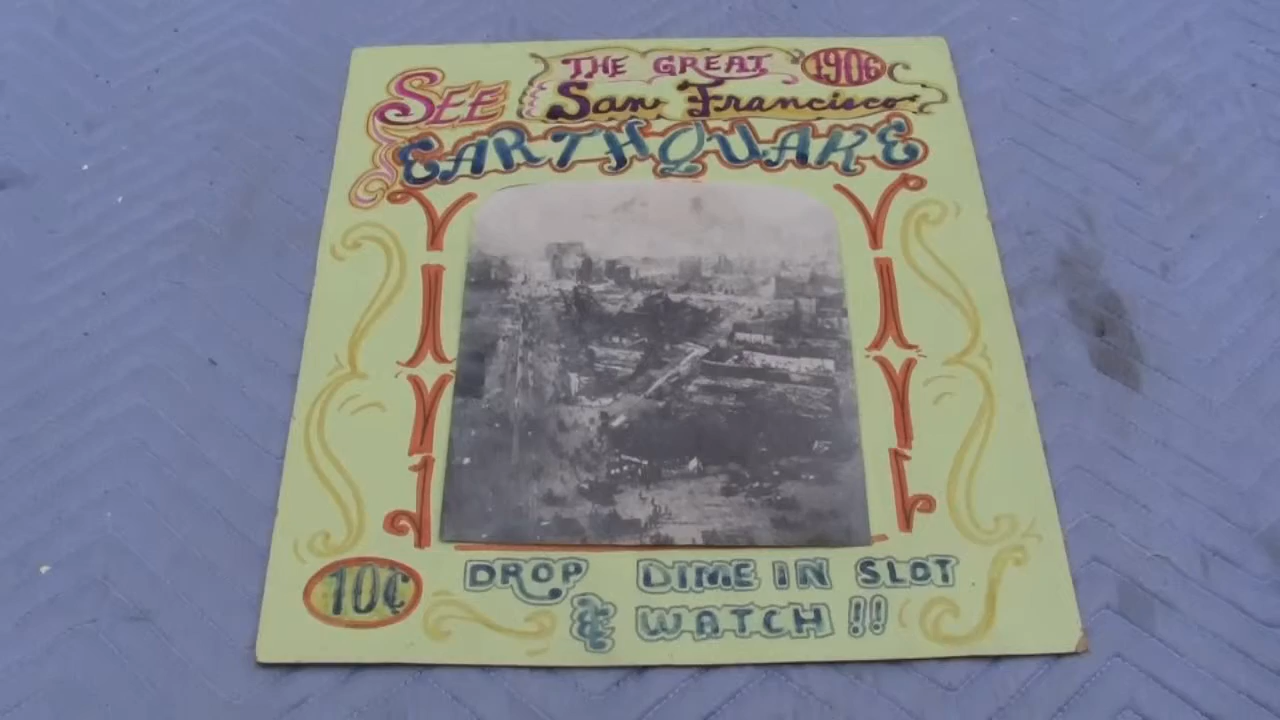 SEE THE GREAT 1906
San Francisco
EARTHQUAKE
10¢ DROP DIME IN SLOT
& WATCH!!